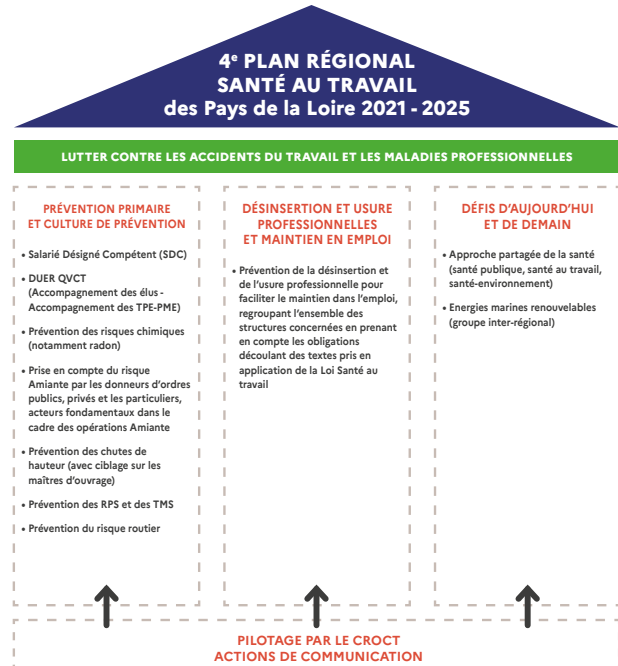 4e PLAN RÉGIONAL
SANTÉ AU TRAVAIL
des Pays de la Loire 2021 - 2025
LUTTER CONTRE LES ACCIDENTS DU TRAVAIL ET LES MALADIES PROFESSIONNELLES
PRÉVENTION PRIMAIRE
ET CULTURE DE PRÉVENTION
• Salarié Désigné Compétent (SDC)
• DUER QVCT
(Accompagnement des élus -
Accompagnement des TPE-PME)
• Prévention des risques chimiques
(notamment radon)
• Prise en compte du risque
Amiante par les donneurs d'ordres
publics, privés et les particuliers,
acteurs fondamentaux dans le
cadre des opérations Amiante
• Prévention des chutes de
hauteur (avec ciblage sur les
maîtres d'ouvrage)
• Prévention des RPS et des TMS
• Prévention du risque routier
DÉSINSERTION ET USURE
PROFESSIONNELLES
ET MAINTIEN EN EMPLOI
• Prévention de la désinsertion et
de l'usure professionnelle pour
faciliter le maintien dans l'emploi,
regroupant l'ensemble des
structures concernées en prenant
en compte les obligations
découlant des textes pris en
application de la Loi Santé au
travail
DÉFIS D'AUJOURD'HUI
ET DE DEMAIN
• Approche partagée de la santé
(santé publique, santé au travail,
santé-environnement)
• Energies marines renouvelables
(groupe inter-régional)
PILOTAGE PAR LE CROCT
ACTIONS DE COMMUNICATION